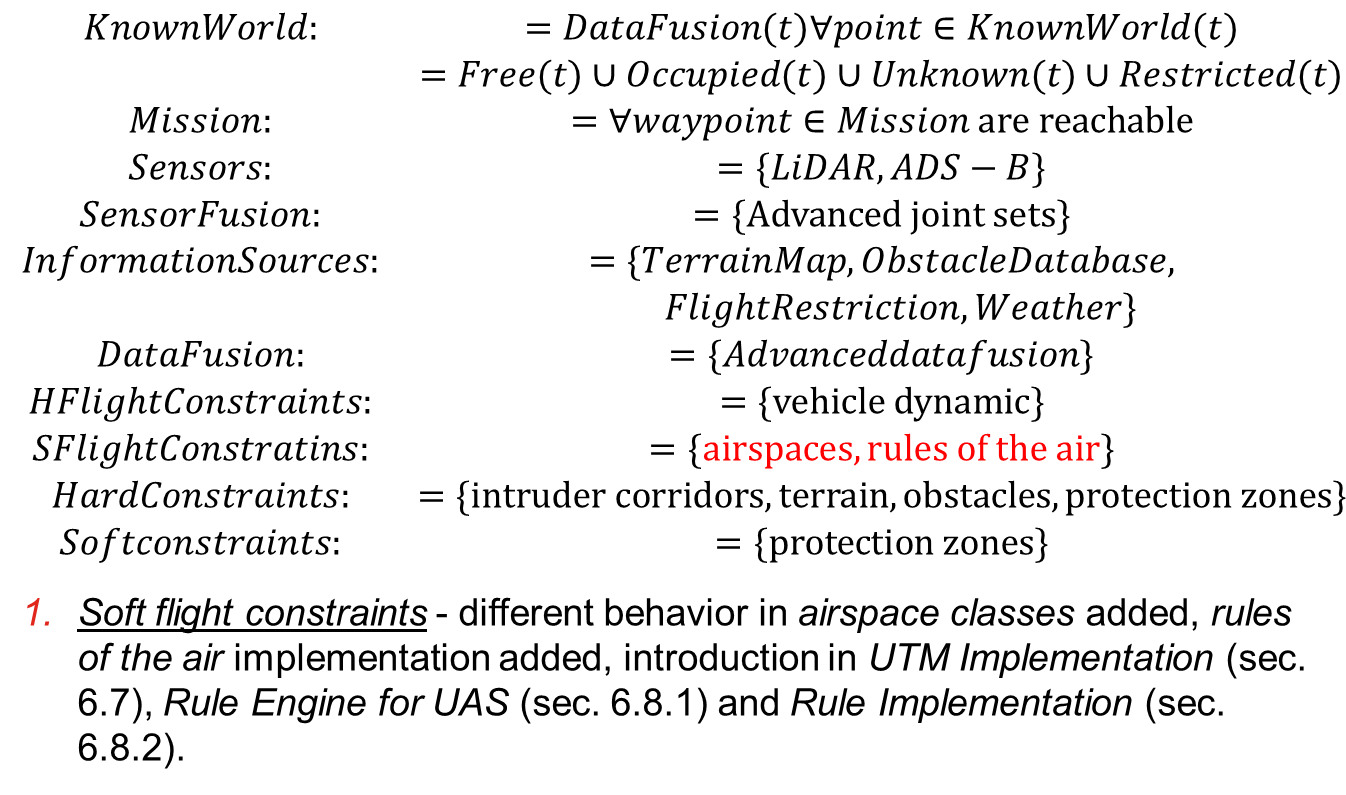 KnownWorld: = DataFusion(t)∀point ∈ KnownWorld(t)
= Free(t) ∪ Occupied(t) ∪ Unknown(t) ∪ Restricted(t)
Mission: = ∀waypoint ∈ Mission are reachable
Sensors: = {LiDAR, ADS − B}
SensorFusion: = {Advanced joint sets}
InformationSources: = {TerrainMap, ObstacleDatabase,
FlightRestriction, Weather}
DataFusion: = {Advanceddatafusion}
HFlightConstraints: = {vehicle dynamic}
SFlightConstratins: = {airspaces, rules of the air}
HardConstraints: = {intruder corridors, terrain, obstacles, protection zones}
Softconstraints: = {protection zones}
1. Soft flight constraints - different behavior in airspace classes added, rules
of the air implementation added, introduction in UTM Implementation (sec.
6.7), Rule Engine for UAS (sec. 6.8.1) and Rule Implementation (sec.
6.8.2).